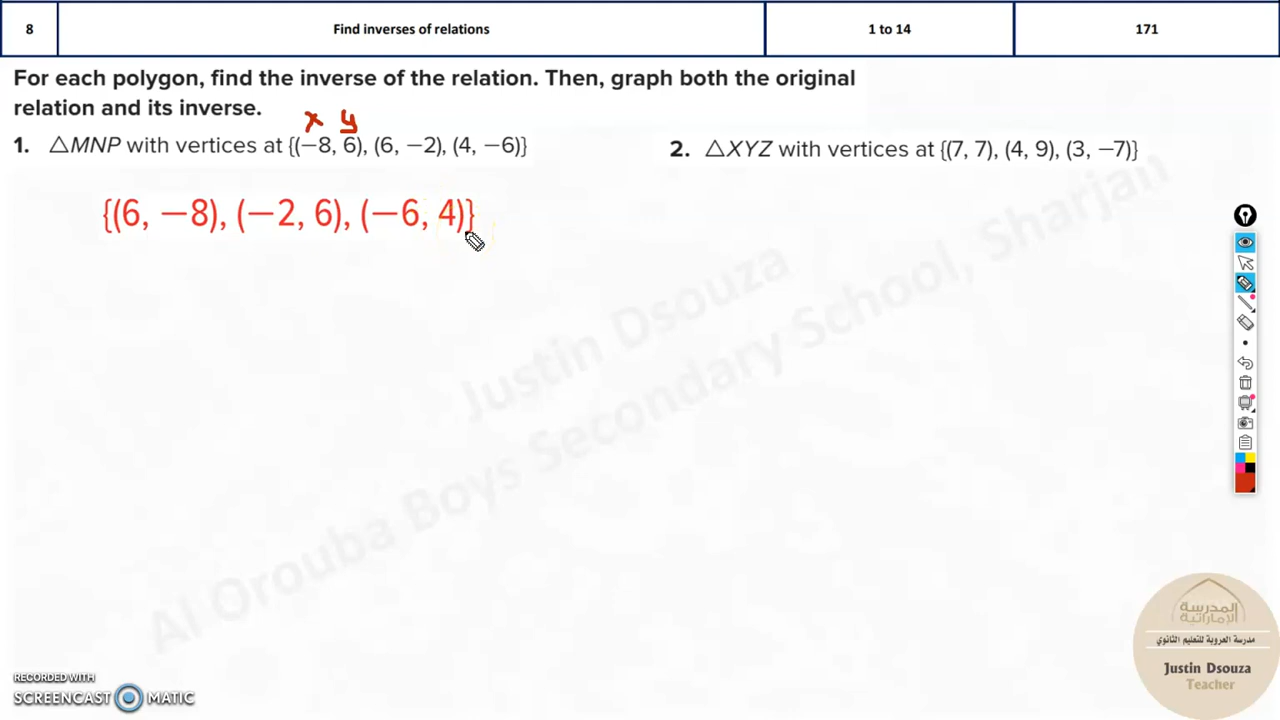 8
Find inverses of relations
1 to 14
171
For each polygon, find the inverse of the relation. Then, graph both the original
relation and its inverse.
x y
1. △MNP with vertices at {(−8, 6), (6, −2), (4, −6)}
2. △XYZ with vertices at {(7, 7), (4, 9), (3, −7)}
{(6, −8), (−2, 6), (−6, 4)}
Justin Dsouza
Al Orouba Boys Secondary School, Sharjan
المدرسة
الإماراتية
مدرسة العروبة للتعليم الثانوي
Justin Dsouza
Teacher
RECORDED WITH
SCREENCAST MATIC